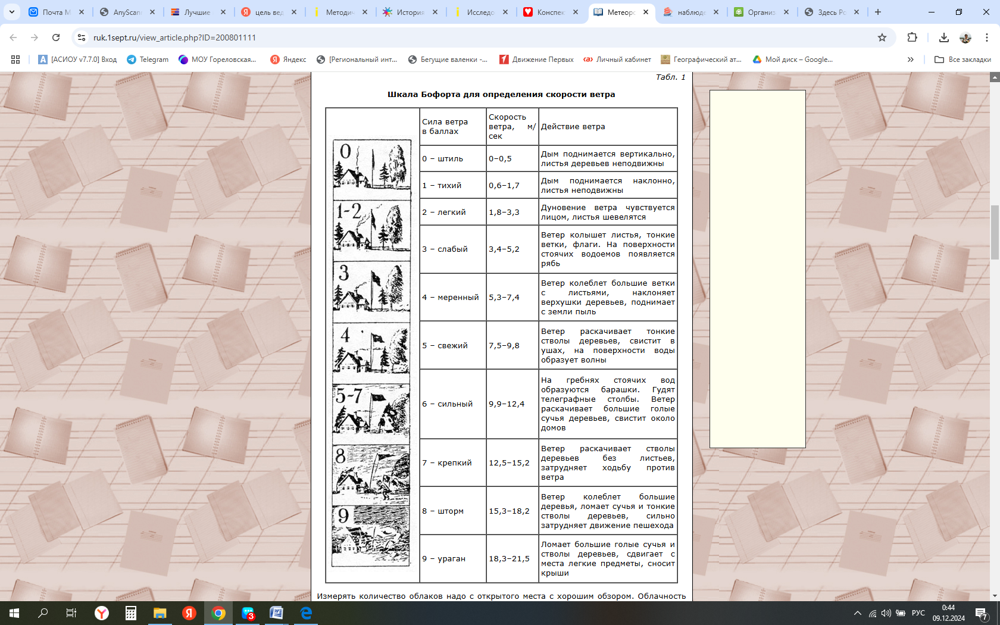 Почта М
AnyScan
Лучшие
цель вед
Методич
История
Исследо
Конспек
Метеоро
наблюде
Организ
Здесь Ро
ruk.1sept.ru/view_article.php?ID=200801111
[АСИОУ v7.7.0] Вход
Telegram
МОУ Гореловская...
Яндекс
[Региональный инт...
Бегущие валенки -...
Движение Первых
Личный кабинет
Географический ат...
Мой диск – Google...
»
Все закладки
Табл. 1
Шкала Бофорта для определения скорости ветра
Сила ветра
в баллах
Скорость
ветра, м/
сек
Действие ветра
0 – штиль
0–0,5
Дым поднимается вертикально,
листья деревьев неподвижны
1 – тихий
0,6–1,7
Дым поднимается наклонно,
листья неподвижны
2 – легкий
1,8–3,3
Дуновение ветра чувствуется
лицом, листья шевелятся
3 – слабый
3,4–5,2
Ветер колышет листья, тонкие
ветки, флаги. На поверхности
стоячих водоемов появляется
рябь
4 – меренный
5,3–7,4
Ветер колеблет большие ветки
с листьями, наклоняет
верхушки деревьев, поднимает
с земли пыль
5 – свежий
7,5–9,8
Ветер раскачивает тонкие
стволы деревьев, свистит в
ушах, на поверхности воды
образует волны
6 – сильный
9,9–12,4
На гребнях стоячих вод
образуются барашки. Гудят
телеграфные столбы. Ветер
раскачивает большие голые
сучья деревьев, свистит около
домов
7 – крепкий
12,5–15,2
Ветер раскачивает стволы
деревьев без листьев,
затрудняет ходьбу против
ветра
8 – шторм
15,3–18,2
Ветер колеблет большие
деревья, ломает сучья и тонкие
стволы деревьев, сильно
затрудняет движение пешехода
9 – ураган
18,3–21,5
Ломает большие голые сучья и
стволы деревьев, сдвигает с
места легкие предметы, сносит
крыши
0
1-2
3
4
5-7
8
9
Измерять количество облаков надо с открытого места с хорошим обзором. Облачность
3
РУС
0:44
09.12.2024
7